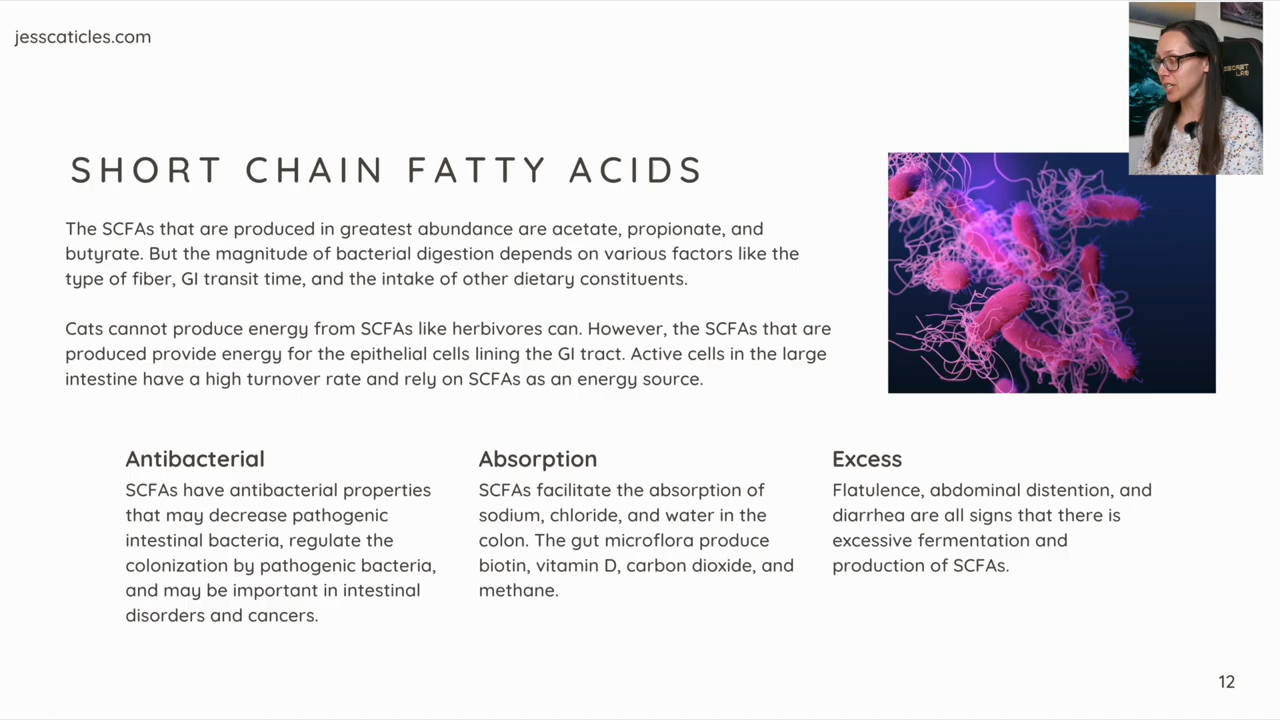 jesscaticles.com
SECRET
LAB
SHORT CHAIN FATTY ACIDS
The SCFAs that are produced in greatest abundance are acetate, propionate, and
butyrate. But the magnitude of bacterial digestion depends on various factors like the
type of fiber, GI transit time, and the intake of other dietary constituents.
Cats cannot produce energy from SCFAs like herbivores can. However, the SCFAs that are
produced provide energy for the epithelial cells lining the GI tract. Active cells in the large
intestine have a high turnover rate and rely on SCFAs as an energy source.
Antibacterial
SCFAs have antibacterial properties
that may decrease pathogenic
intestinal bacteria, regulate the
colonization by pathogenic bacteria,
and may be important in intestinal
disorders and cancers.
Absorption
SCFAs facilitate the absorption of
sodium, chloride, and water in the
colon. The gut microflora produce
biotin, vitamin D, carbon dioxide, and
methane.
Excess
Flatulence, abdominal distention, and
diarrhea are all signs that there is
excessive fermentation and
production of SCFAs.
12